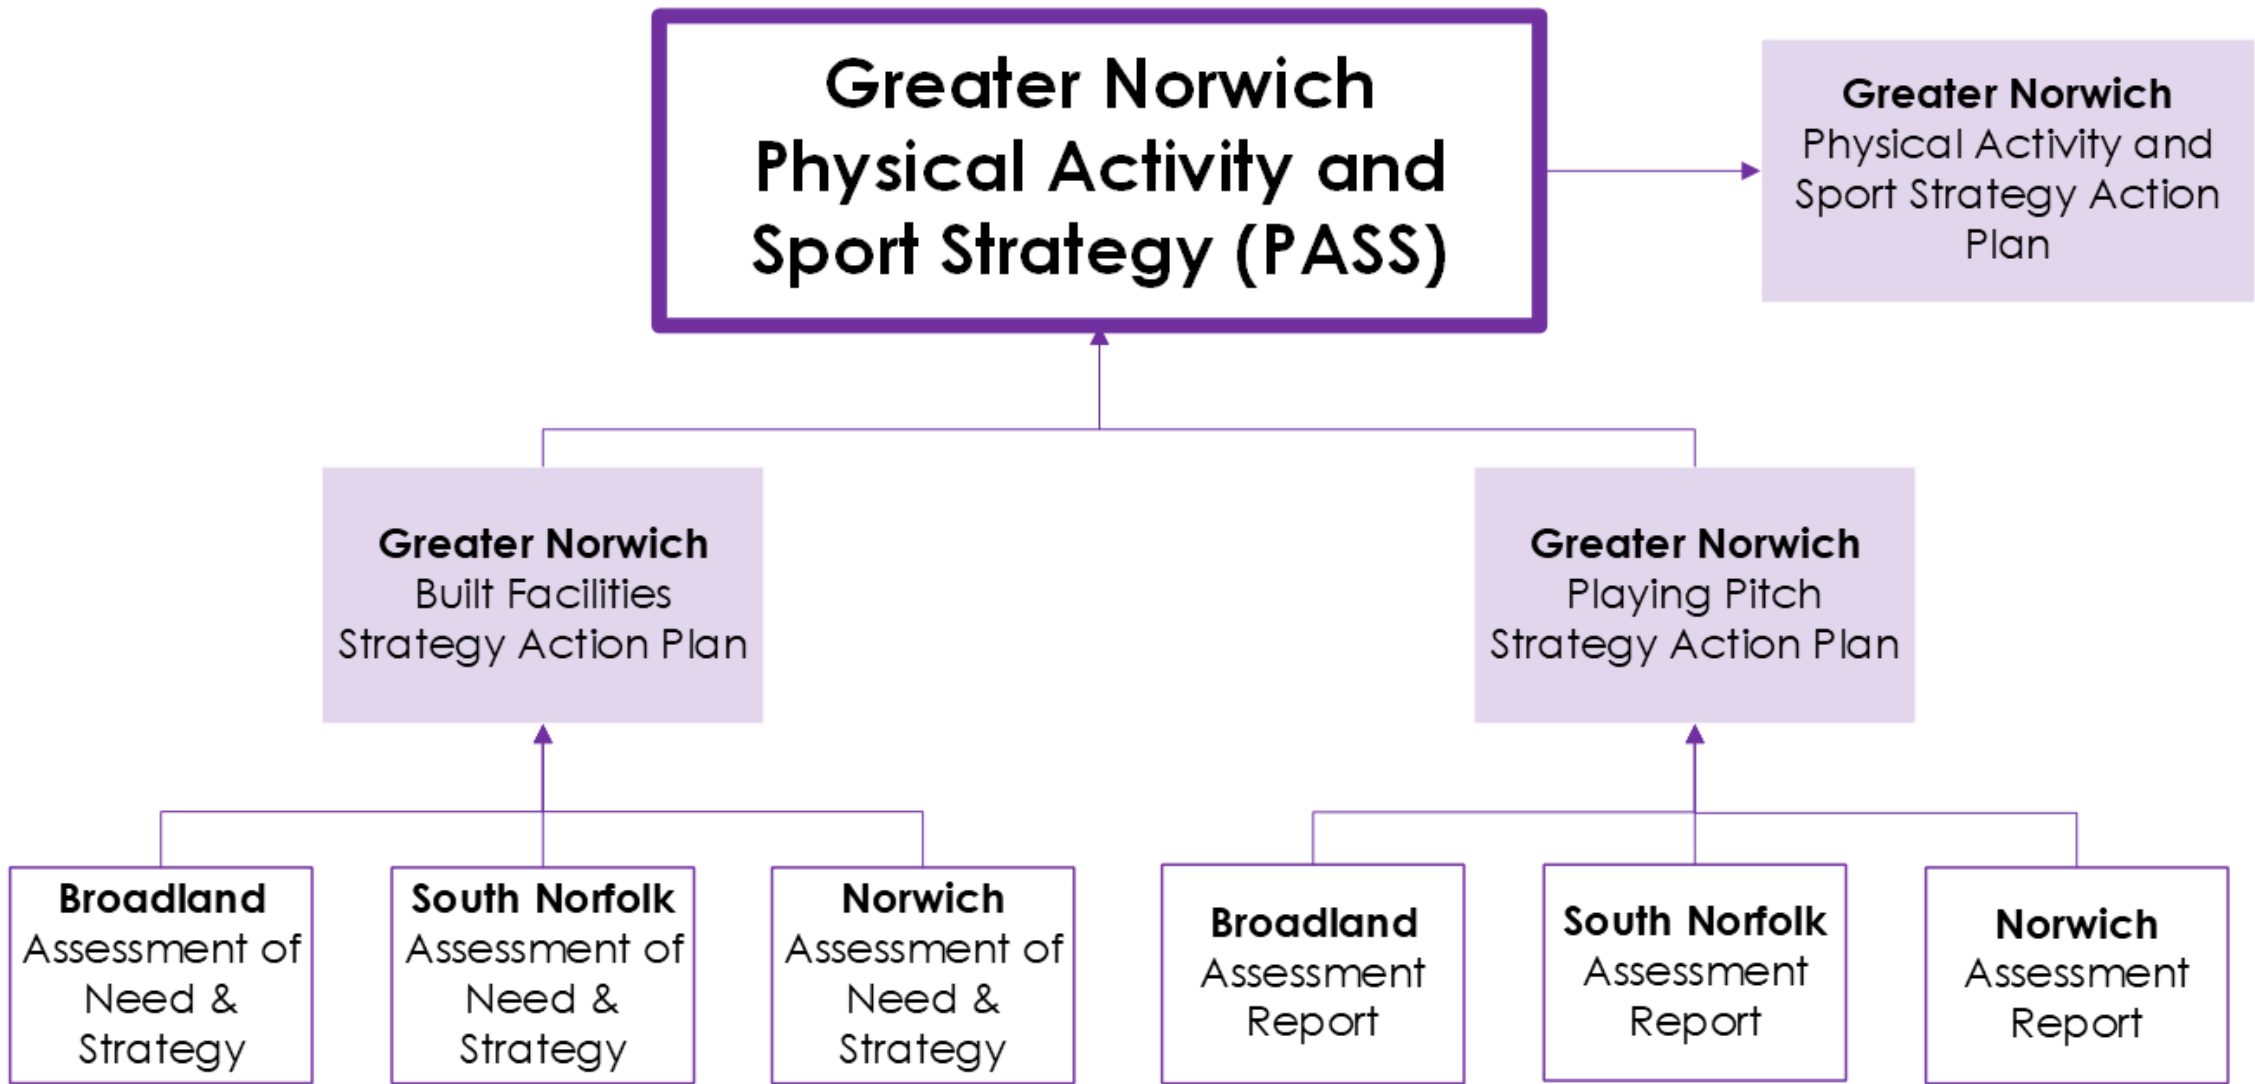 Greater Norwich
Physical Activity and
Sport Strategy (PASS)
Greater Norwich
Physical Activity and
Sport Strategy Action
Plan
Greater Norwich
Built Facilities
Strategy Action Plan
Greater Norwich
Playing Pitch
Strategy Action Plan
Broadland
Assessment of
Need &
Strategy
South Norfolk
Assessment of
Need &
Strategy
Norwich
Assessment of
Need &
Strategy
Broadland
Assessment
Report
South Norfolk
Assessment
Report
Norwich
Assessment
Report